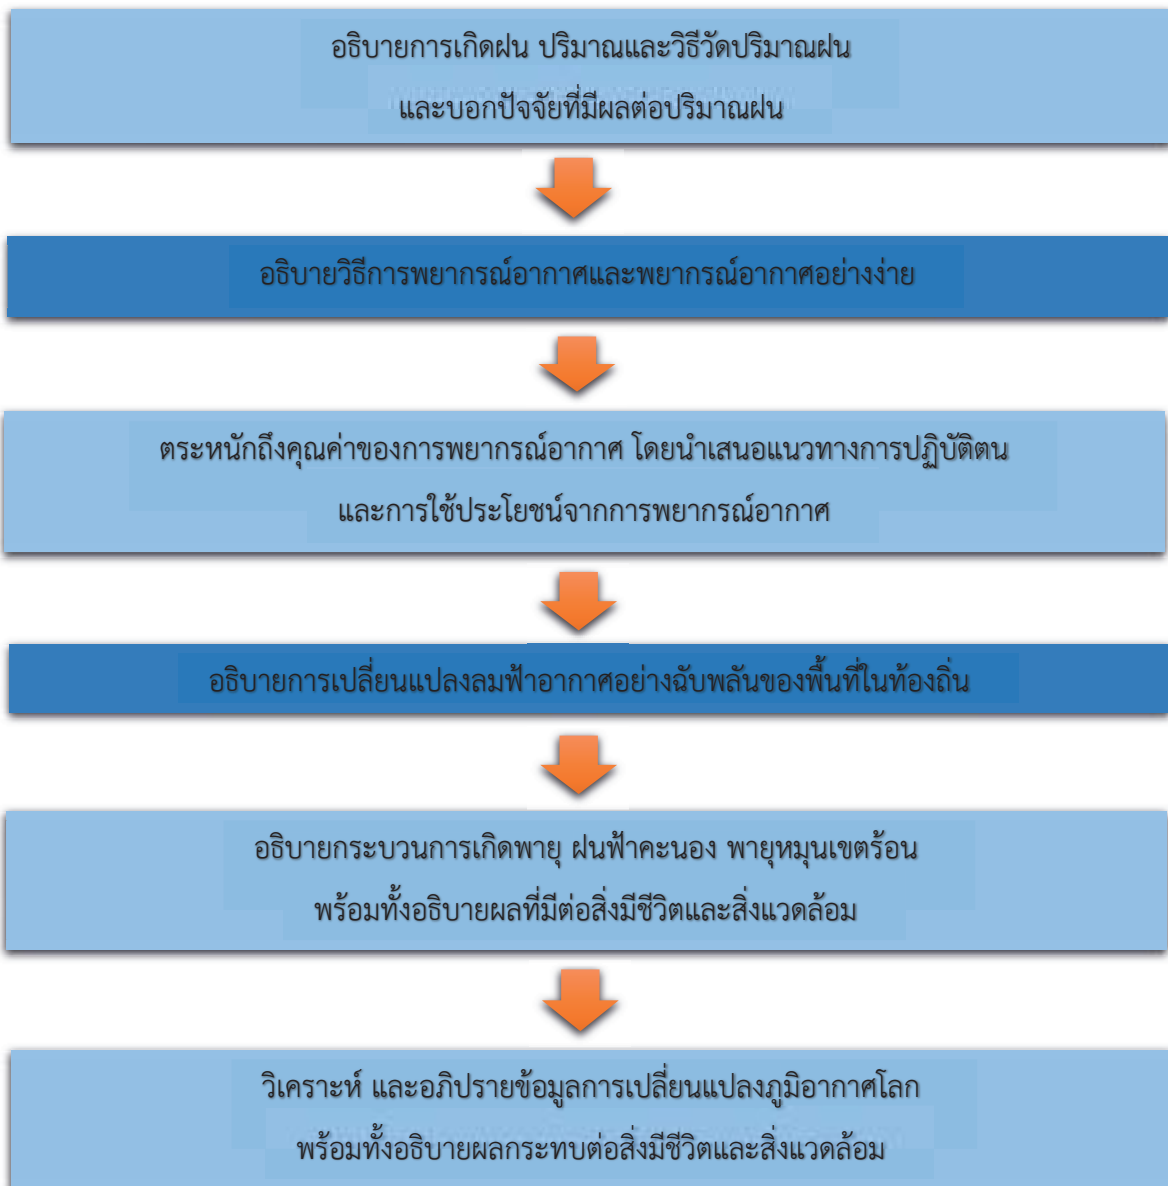 อธิบายการเกิดฝน ปริมาณและวิธีวัดปริมาณฝน
และบอกปัจจัยที่มีผลต่อปริมาณฝน
อธิบายวิธีการพยากรณ์อากาศและพยากรณ์อากาศอย่างง่าย
ตระหนักถึงคุณค่าของการพยากรณ์อากาศ โดยนำเสนอแนวทางการปฏิบัติตน
และการใช้ประโยชน์จากการพยากรณ์อากาศ
อธิบายการเปลี่ยนแปลงลมฟ้าอากาศอย่างฉับพลันของพื้นที่ในท้องถิ่น
อธิบายกระบวนการเกิดพายุ ฝนฟ้าคะนอง พายุหมุนเขตร้อน
พร้อมทั้งอธิบายผลที่มีต่อสิ่งมีชีวิตและสิ่งแวดล้อม
วิเคราะห์ และอภิปรายข้อมูลการเปลี่ยนแปลงภูมิอากาศโลก
พร้อมทั้งอธิบายผลกระทบต่อสิ่งมีชีวิตและสิ่งแวดล้อม